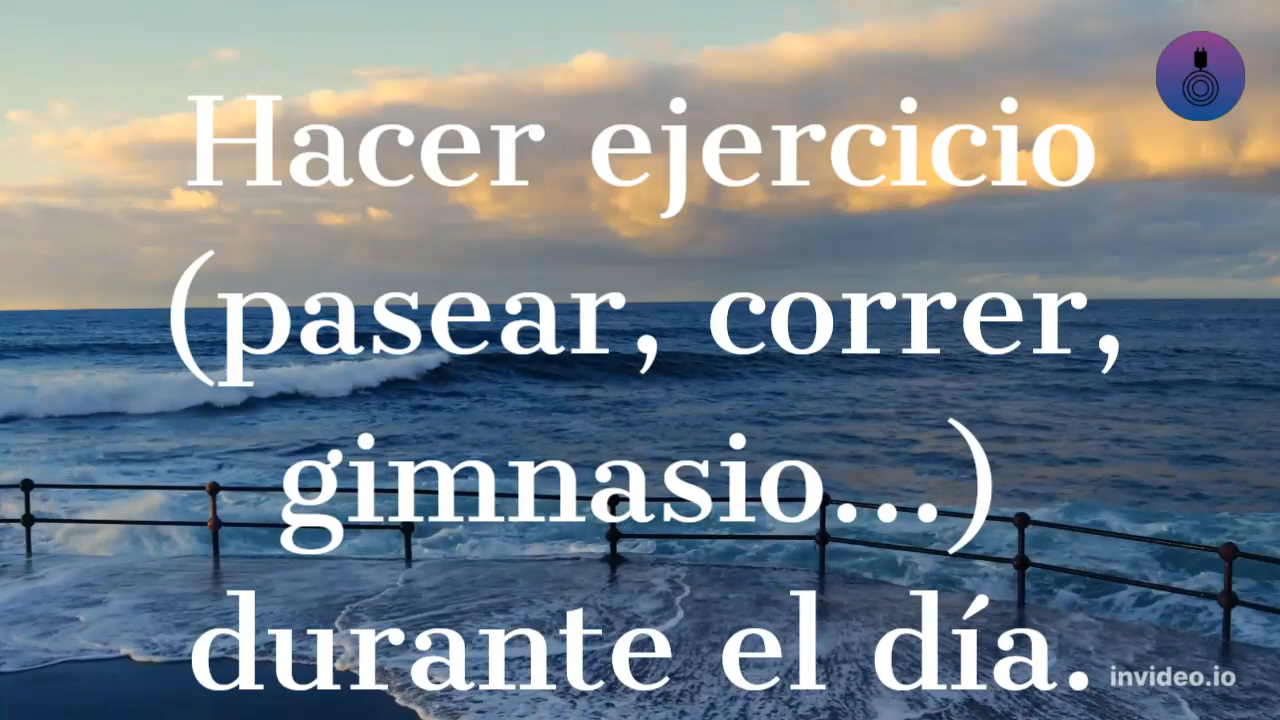 Hacer ejercicio
(pasear, correr,
gimnasio...)
durante el día.
invideo.io